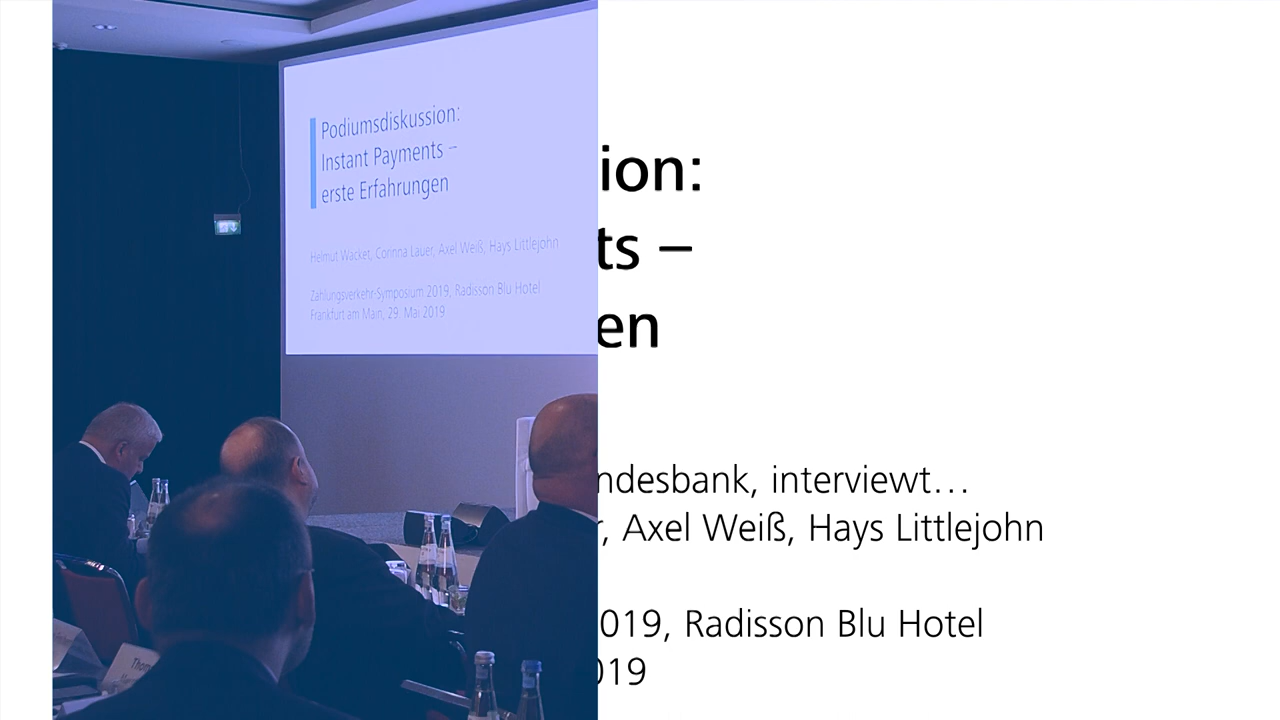 Podiumsdiskussion:
Instant Payments –
erste Erfahrungen
Helmut Wacket, Corinna Lauer, Axel Weiß, Hays Littlejohn
Zahlungsverkehr-Symposium 2019, Radisson Blu Hotel
Frankfurt am Main, 29. Mai 2019
ion:
ts –
en
ndesbank, interviewt…
r, Axel Weiß, Hays Littlejohn
019, Radisson Blu Hotel
019